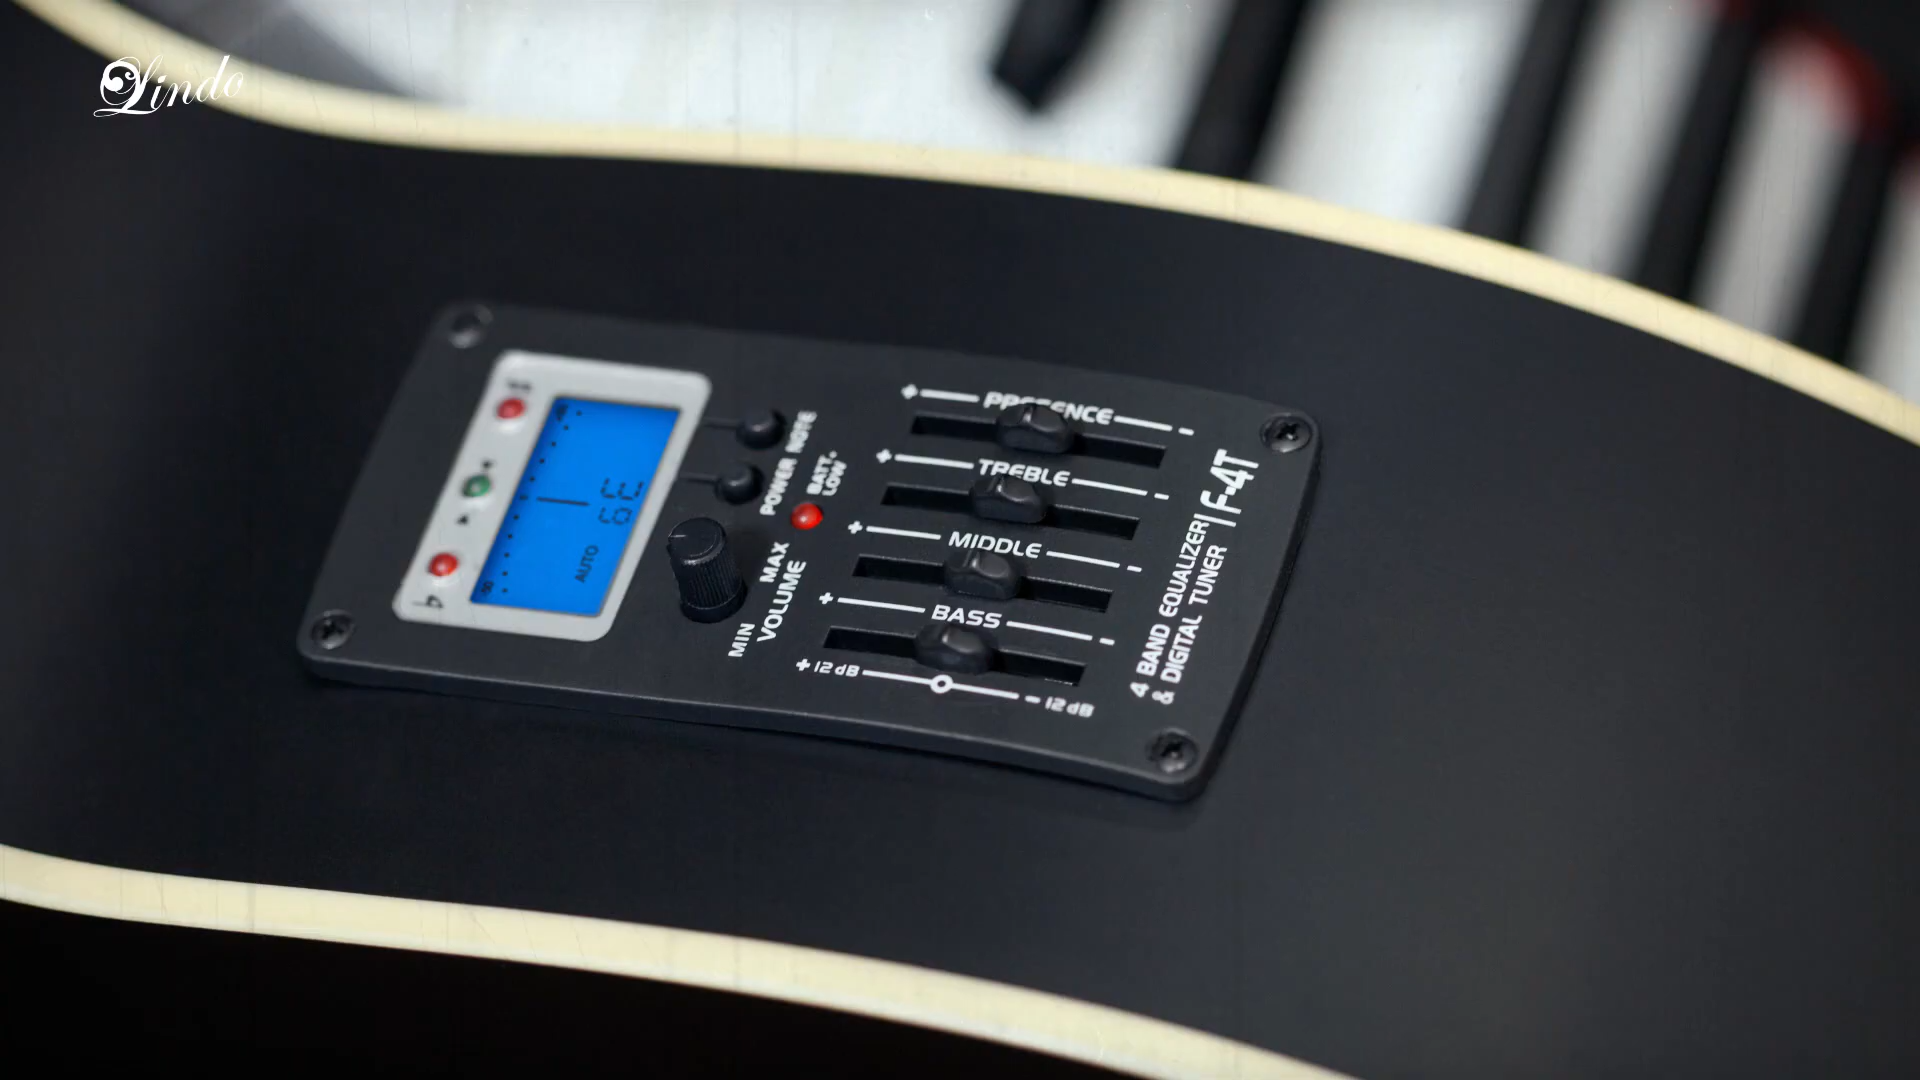 Lindo
PRESENCE
TREBLE
MIDDLE
BASS
+12dB
-12dB
POWER NOTE
BATT.
LOW
MIN MAX
VOLUME
AUTO
4 BAND EQUALIZER
& DIGITAL TUNER
F-4T